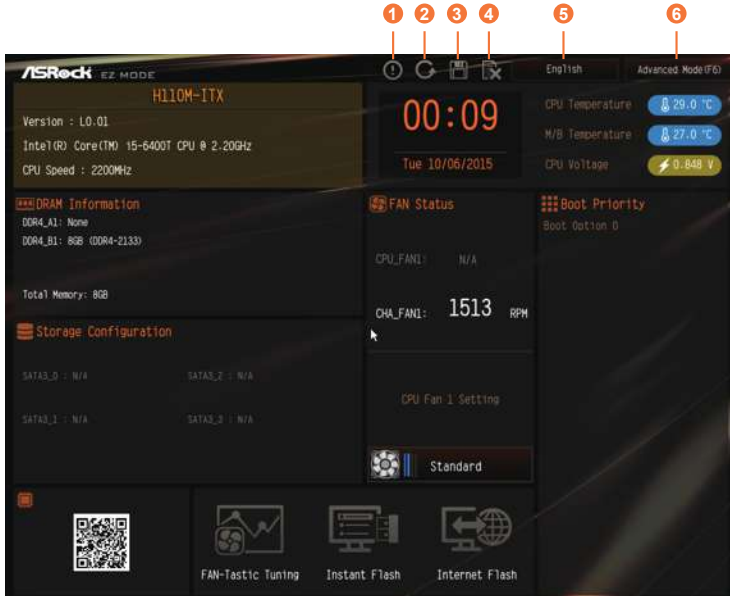 1 2 3 4 5 6
ASRock EZ MODE
English
Advanced Mode(F6)
H110M-ITX
Version : L0.01
Intel(R) Core(TM) i5-6400T CPU @ 2.20GHz
CPU Speed : 2200MHz
00:09
Tue 10/06/2015
CPU Temperature 29.0 °C
M/B Temperature 27.0 °C
CPU Voltage 0.848 V
DRAM Information
DDR4_A1: None
DDR4_B1: 8GB (DDR4-2133)
Total Memory: 8GB
Storage Configuration
SATA3_0 : N/A SATA3_2 : N/A
SATA3_1 : N/A SATA3_3 : N/A
FAN Status
CPU_FAN1: N/A
CHA_FAN1: 1513 RPM
CPU Fan 1 Setting
Standard
Boot Priority
Boot Option 0
FAN-Tastic Tuning
Instant Flash
Internet Flash